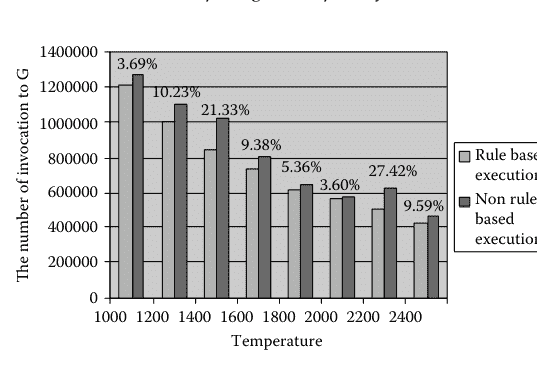 1400000
1200000
1000000
800000
600000
400000
200000
0
The number of invocation to G
3.69%
10.23%
21.33%
9.38%
5.36%
3.60%
27.42%
9.59%
1000 1200 1400 1600 1800 2000 2200 2400
Temperature
Rule base
execution
Non rule
based
execution